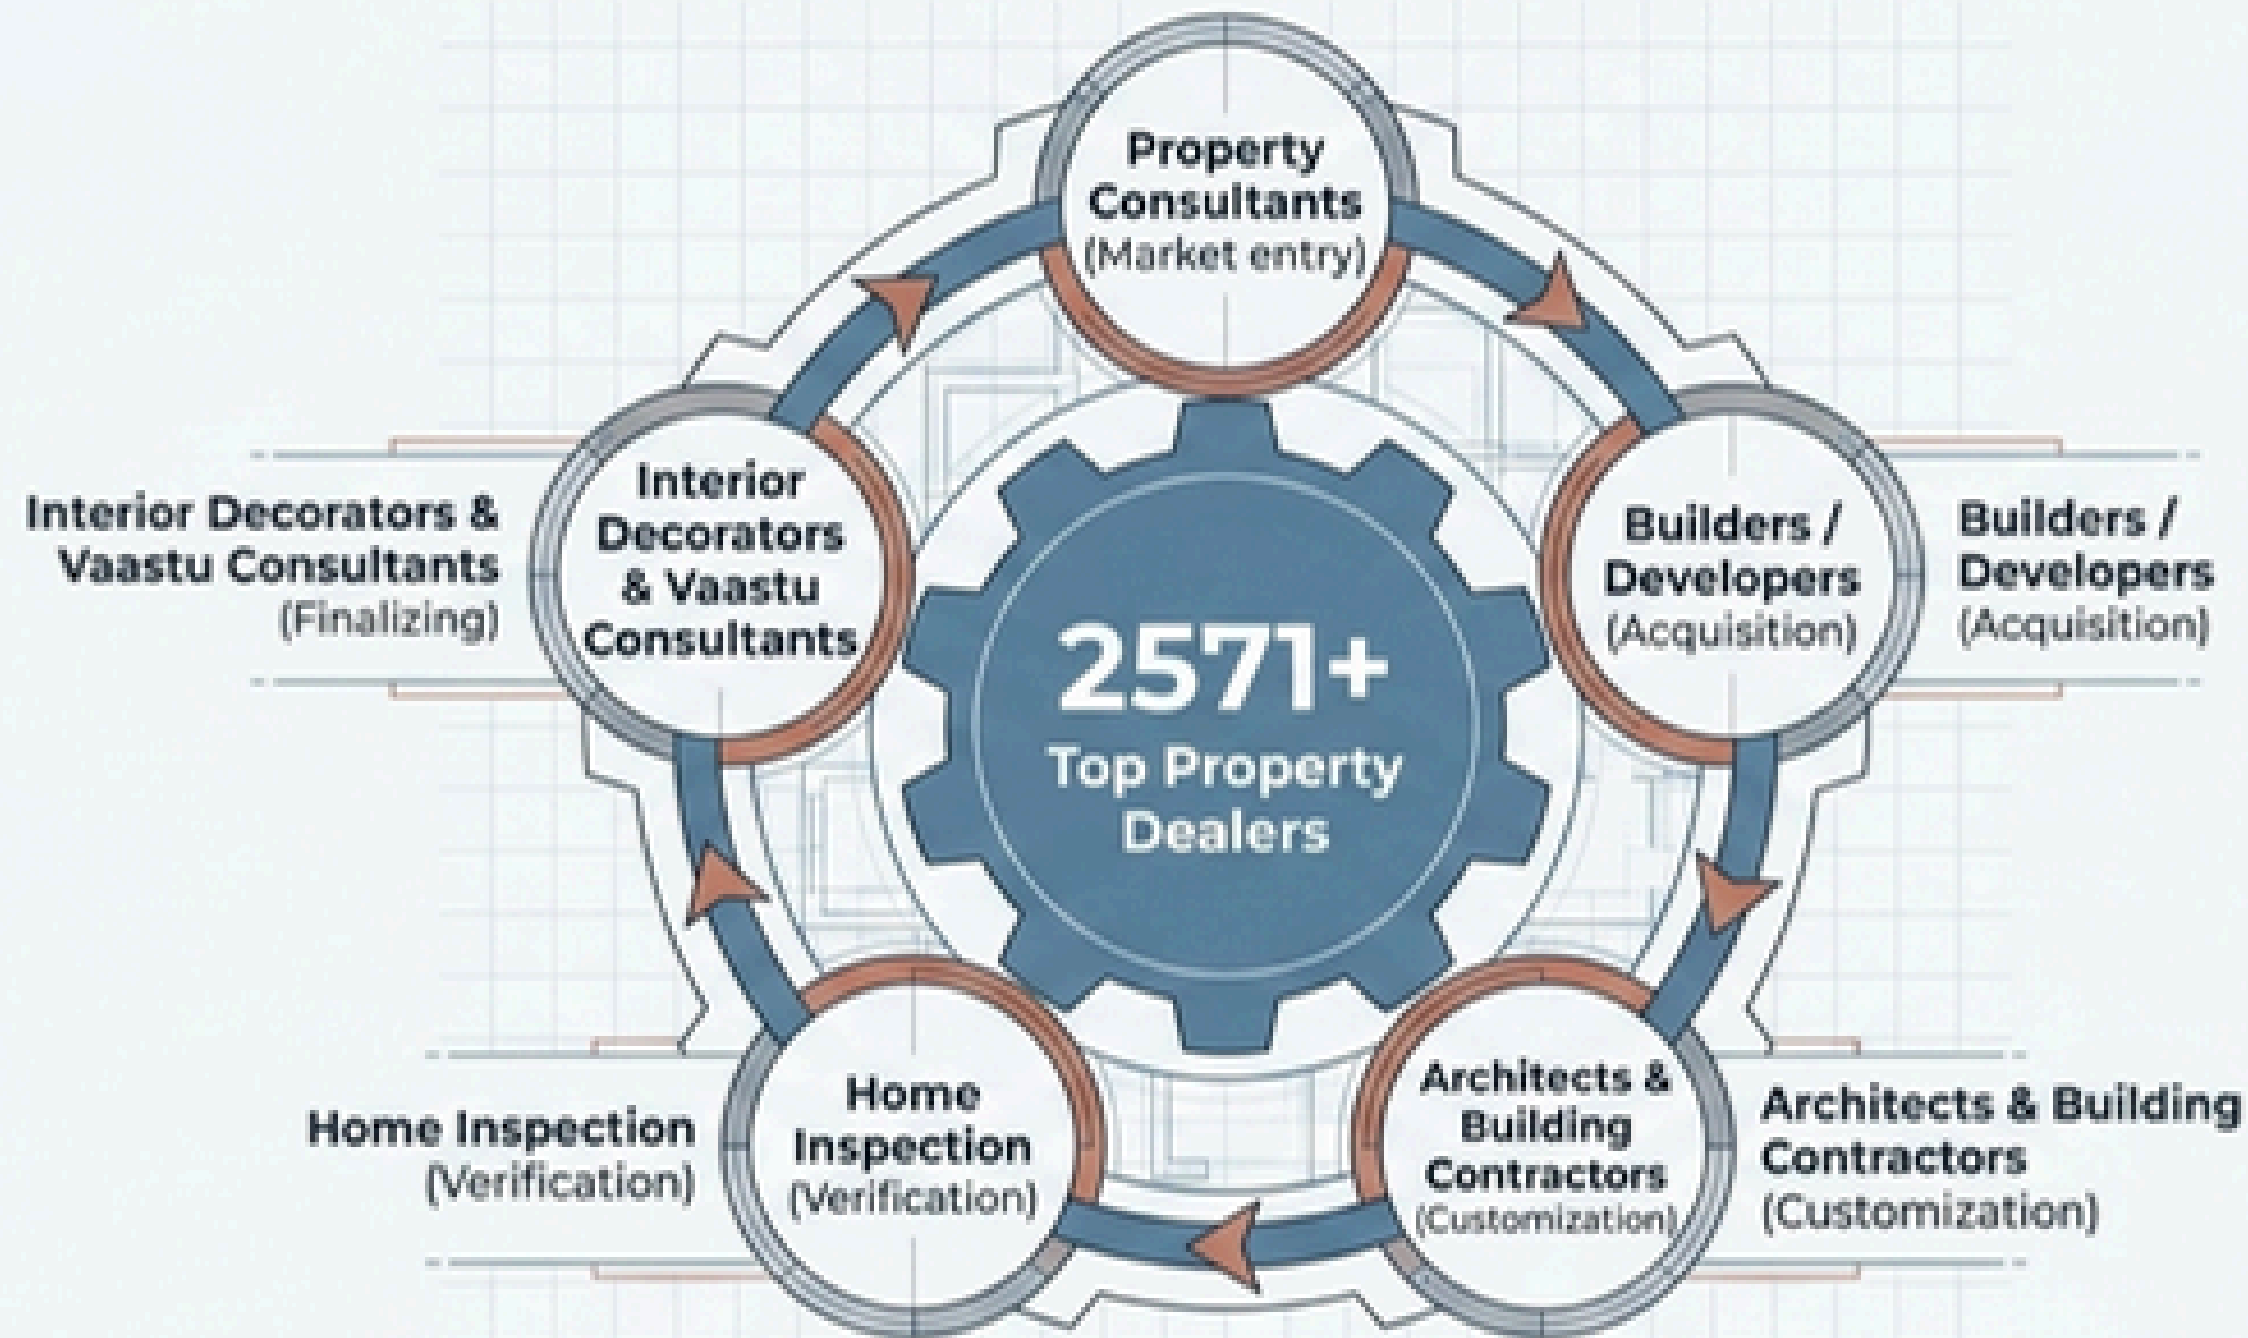 Property
Consultants
(Market entry)
Interior Decorators &
Vaastu Consultants
(Finalizing)
Interior
Decorators
& Vaastu
Consultants
Builders /
Developers
(Acquisition)
Builders /
Developers
(Acquisition)
2571+
Top Property
Dealers
Home Inspection
(Verification)
Home
Inspection
(Verification)
Architects &
Building
Contractors
(Customization)
Architects & Building
Contractors
(Customization)